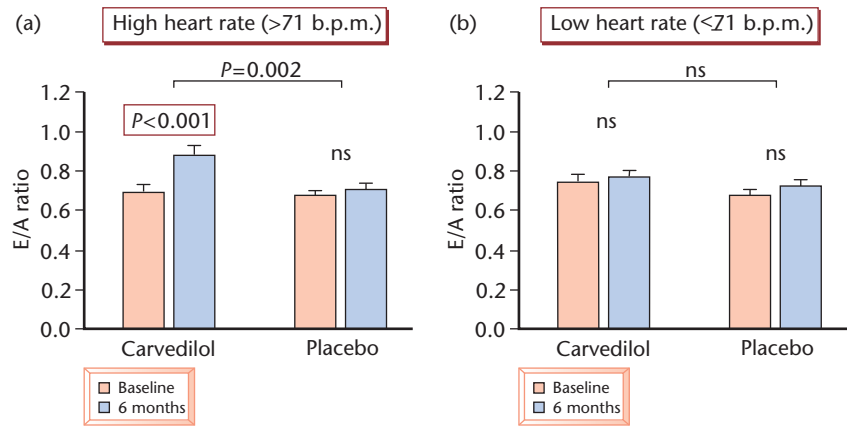 (a)
High heart rate (>71 b.p.m.)
P=0.002
1.2
1.0
0.8
0.6
0.4
0.2
0.0
E/A ratio
P<0.001
ns
Carvedilol
Placebo
Baseline
6 months
(b)
Low heart rate (≤71 b.p.m.)
ns
1.2
1.0
0.8
0.6
0.4
0.2
0.0
E/A ratio
ns
ns
Carvedilol
Placebo
Baseline
6 months